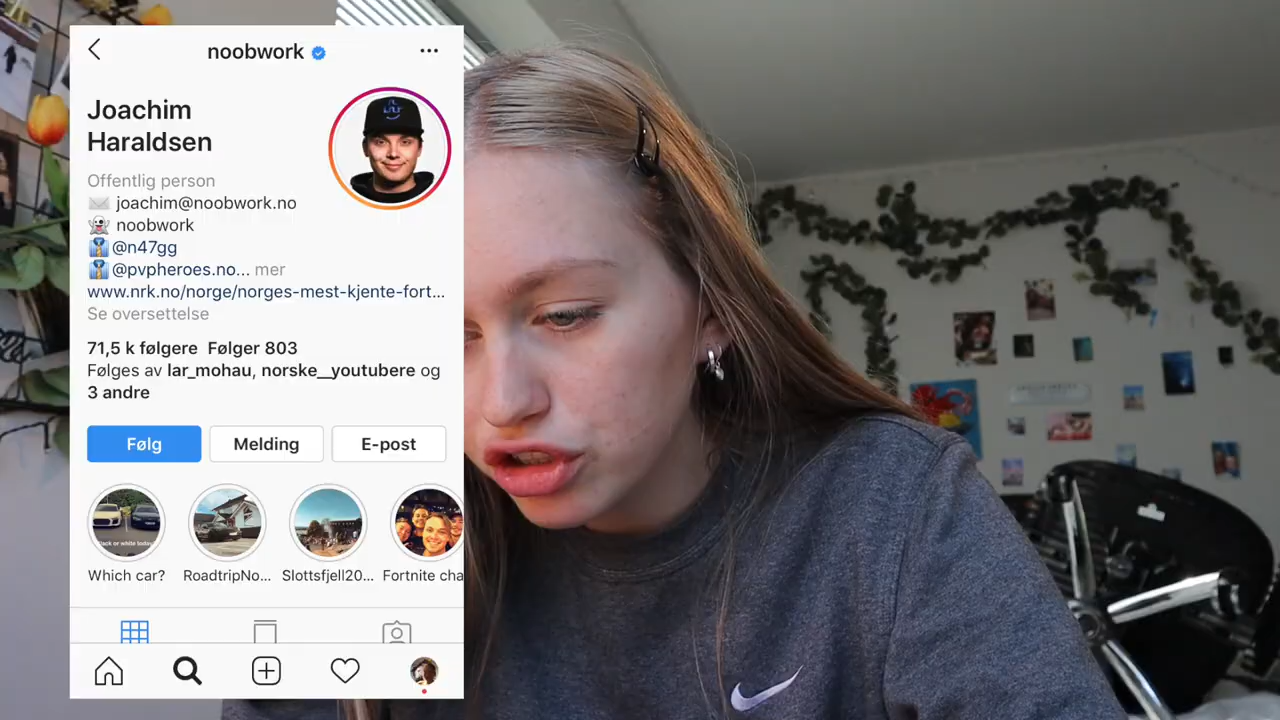 noobwork
Joachim
Haraldsen
Offentlig person
joachim@noobwork.no
noobwork
@n47gg
@pvpheroes.no... mer
www.nrk.no/norge/norges-mest-kjente-fort...
Se oversettelse
71,5 k følgere Følger 803
Følges av lar_mohau, norske__youtubere og
3 andre
Følg Melding E-post
Which car? RoadtripNo... Slottsfjell20... Fortnite cha